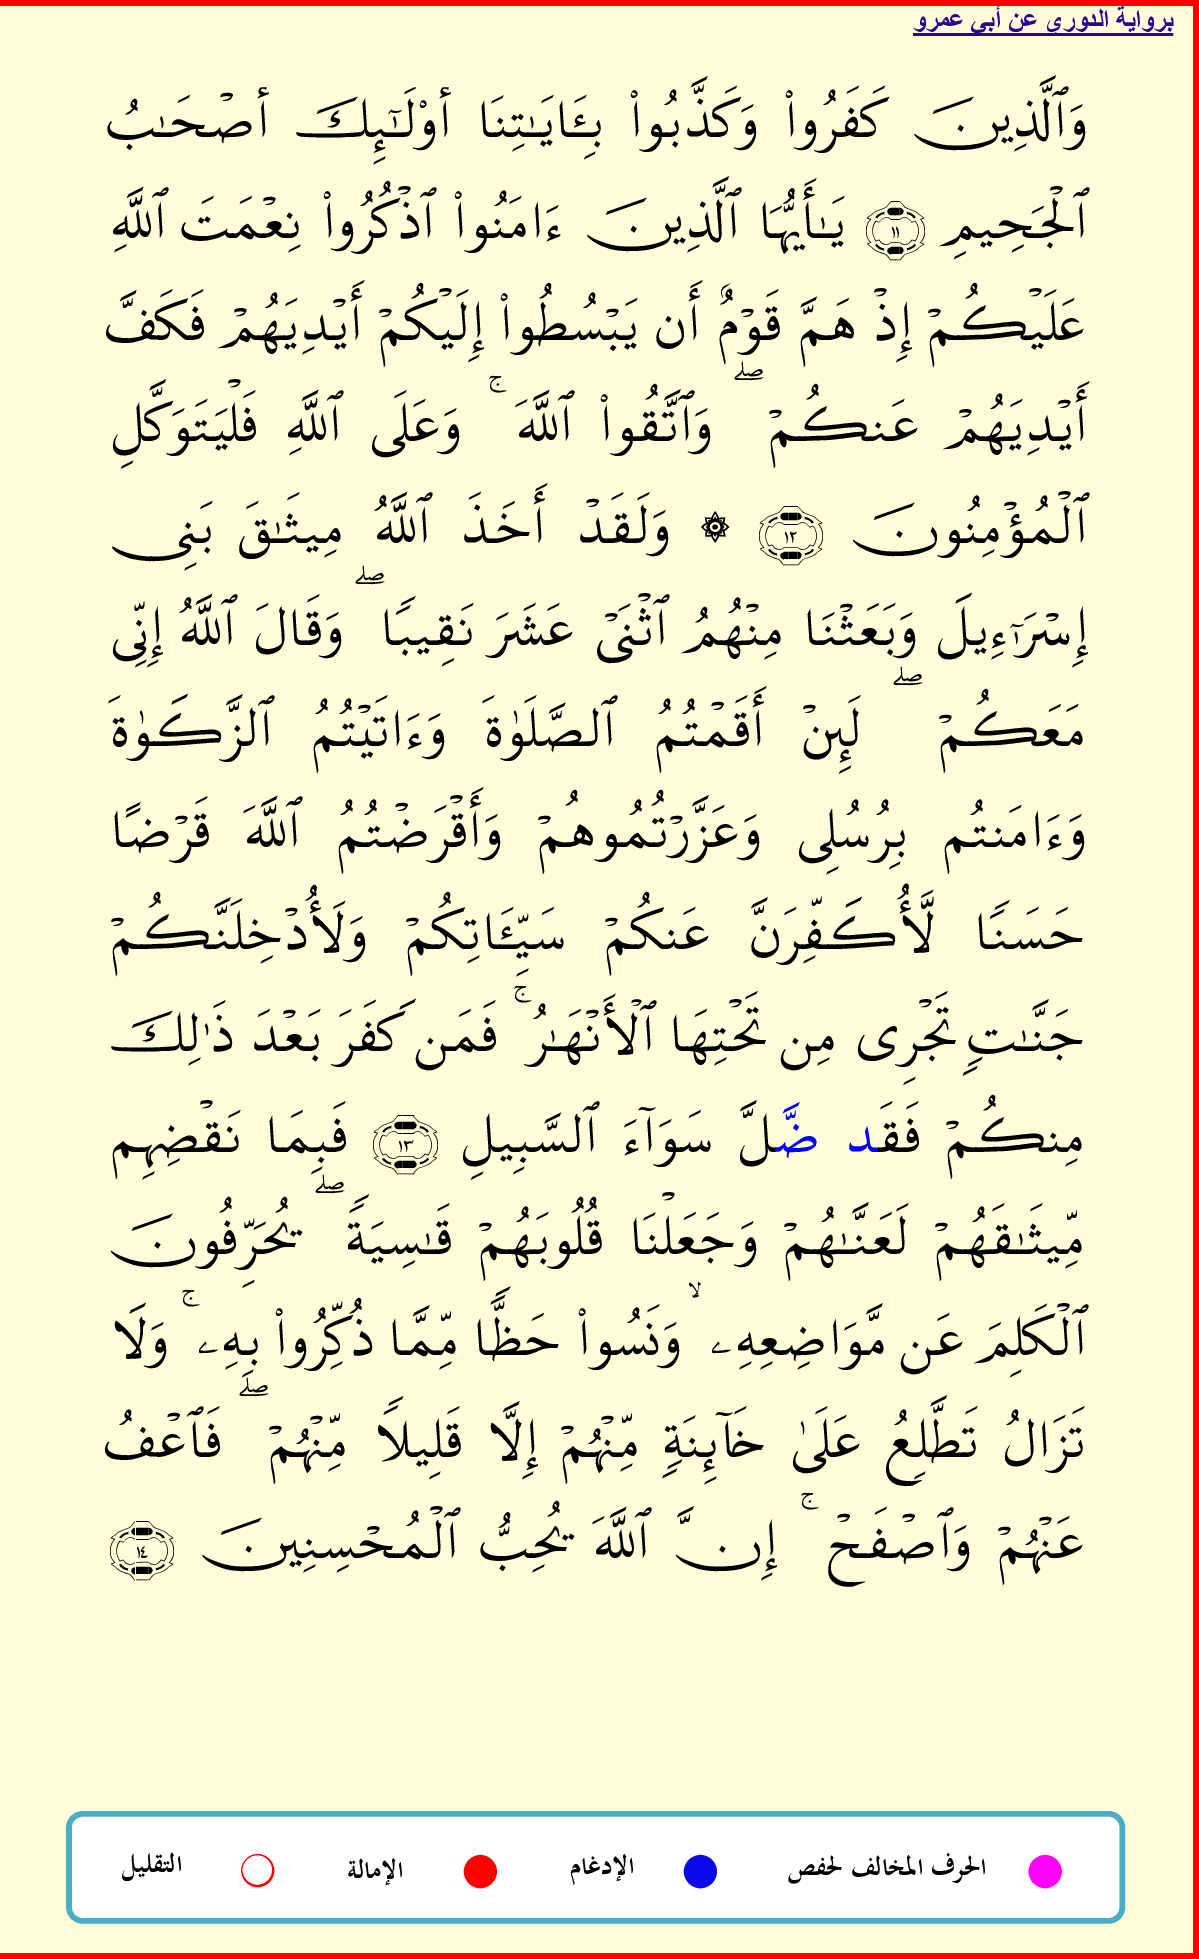 برواية الدوري عن أبي عمرو
وَٱلَّذِينَ كَفَرُواْ وَكَذَّبُواْ بِـَٔايَٰتِنَا أُوْلَٰٓئِكَ أَصۡحَٰبُ
ٱلۡجَحِيمِ ١١ يَٰٓأَيُّهَا ٱلَّذِينَ ءَامَنُواْ ٱذۡكُرُواْ نِعۡمَتَ ٱللَّهِ
عَلَيۡكُمۡ إِذۡ هَمَّ قَوۡمٌ أَن يَبۡسُطُواْ إِلَيۡكُمۡ أَيۡدِيَهُمۡ فَكَفَّ
أَيۡدِيَهُمۡ عَنكُمۡۖ وَٱتَّقُواْ ٱللَّهَۚ وَعَلَى ٱللَّهِ فَلۡيَتَوَكَّلِ
ٱلۡمُؤۡمِنُونَ ١٢ ۞ وَلَقَدۡ أَخَذَ ٱللَّهُ مِيثَٰقَ بَنِي
إِسۡرَٰٓءِيلَ وَبَعَثۡنَا مِنۡهُمُ ٱثۡنَيۡ عَشَرَ نَقِيبٗاۖ وَقَالَ ٱللَّهُ إِنِّي
مَعَكُمۡۖ لَئِنۡ أَقَمۡتُمُ ٱلصَّلَوٰةَ وَءَاتَيۡتُمُ ٱلزَّكَوٰةَ
وَءَامَنتُم بِرُسُلِي وَعَزَّرۡتُمُوهُمۡ وَأَقۡرَضۡتُمُ ٱللَّهَ قَرۡضًا
حَسَنٗا لَّأُكَفِّرَنَّ عَنكُمۡ سَيِّـَٔاتِكُمۡ وَلَأُدۡخِلَنَّكُمۡ
جَنَّٰتٖ تَجۡرِي مِن تَحۡتِهَا ٱلۡأَنۡهَٰرُۚ فَمَن كَفَرَ بَعۡدَ ذَٰلِكَ
مِنكُمۡ فَقَد ضَّلَّ سَوَآءَ ٱلسَّبِيلِ ١٣ فَبِمَا نَقۡضِهِم
مِّيثَٰقَهُمۡ لَعَنَّٰهُمۡ وَجَعَلۡنَا قُلُوبَهُمۡ قَٰسِيَةٗۖ يُحَرِّفُونَ
ٱلۡكَلِمَ عَن مَّوَاضِعِهِۦۙ وَنَسُواْ حَظّٗا مِّمَّا ذُكِّرُواْ بِهِۦۚ وَلَا
تَزَالُ تَطَّلِعُ عَلَىٰ خَآئِنَةٖ مِّنۡهُمۡ إِلَّا قَلِيلٗا مِّنۡهُمۡۖ فَٱعۡفُ
عَنۡهُمۡ وَٱصۡفَحۡۚ إِنَّ ٱللَّهَ يُحِبُّ ٱلۡمُحۡسِنِينَ ١٤
الحرف المخالف لحفص الإدغام الإمالة التقليل